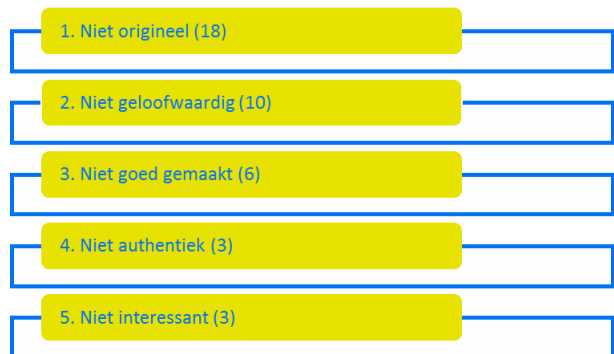 1. Niet origineel (18)
2. Niet geloofwaardig (10)
3. Niet goed gemaakt (6)
4. Niet authentiek (3)
5. Niet interessant (3)